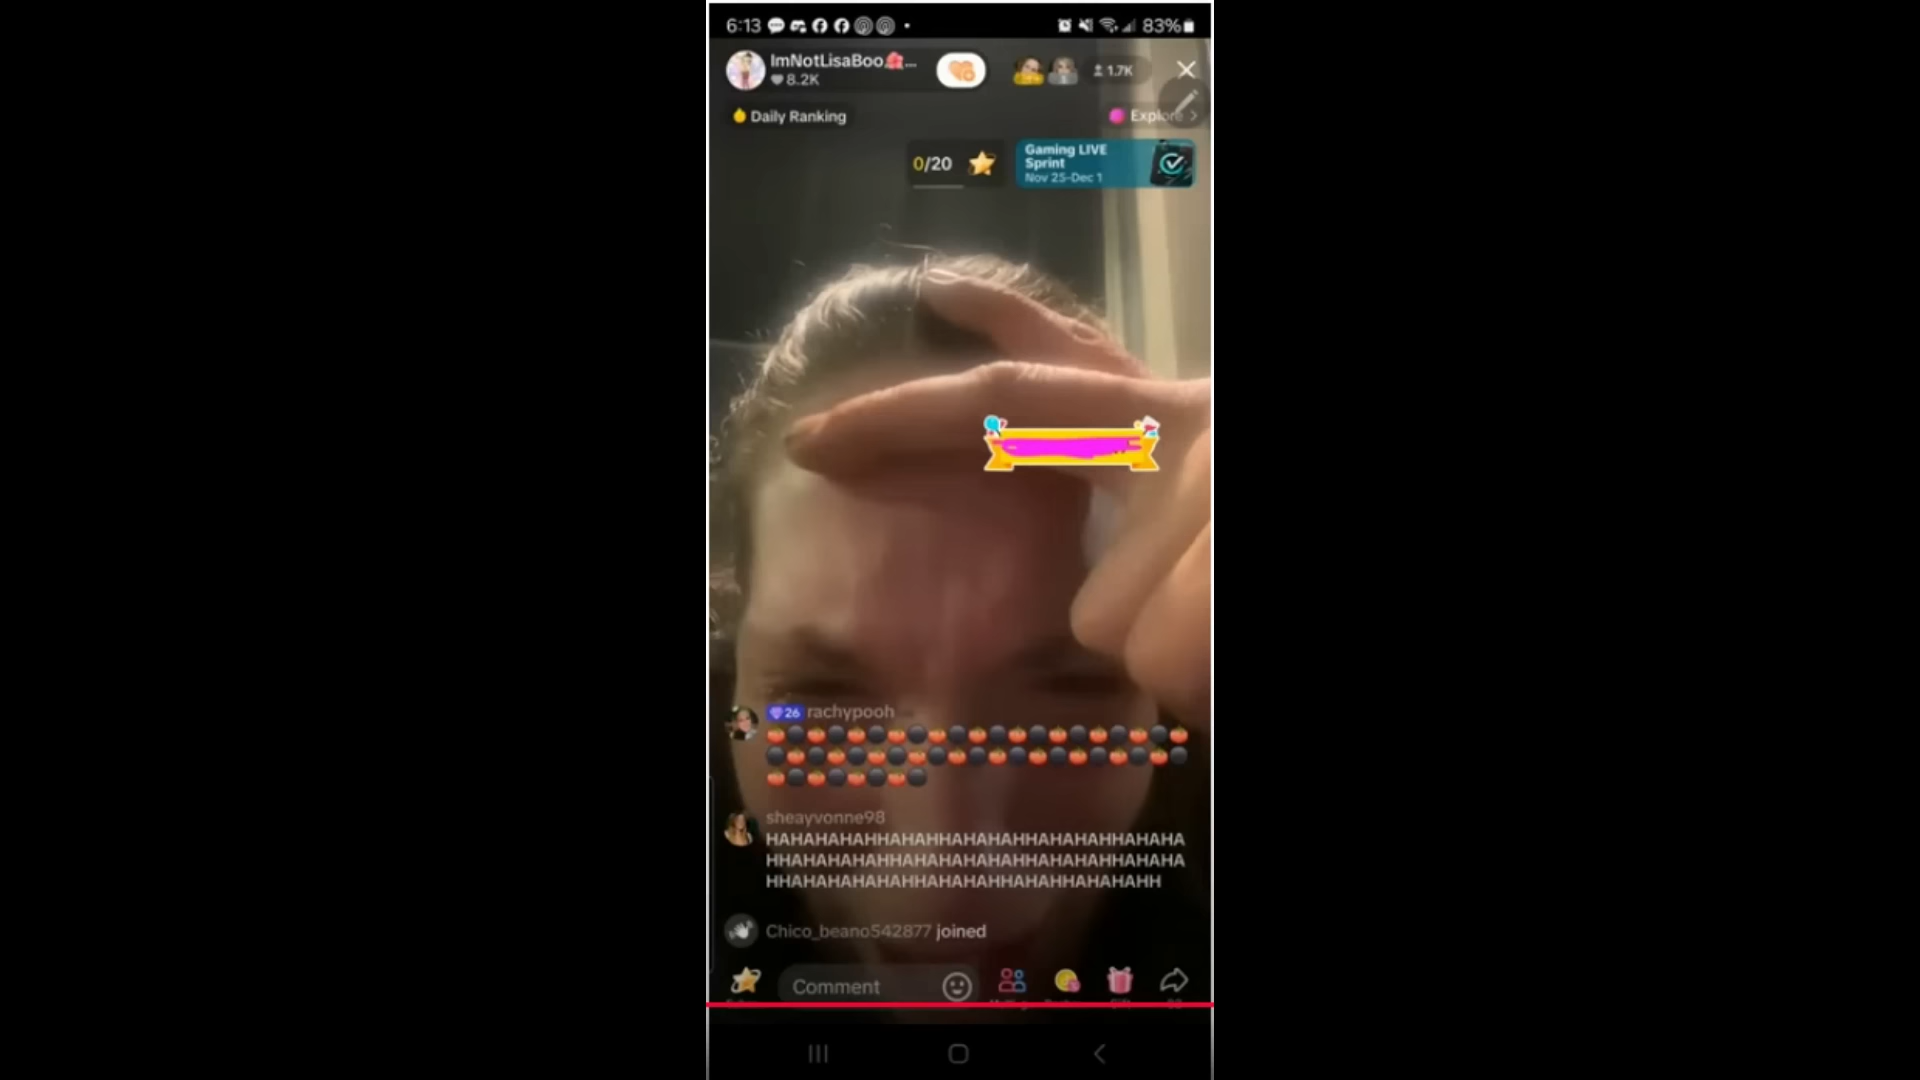 6:13
83%
ImNotLisaBoo...
8.2K
1.7K
Daily Ranking
Explore >
0/20
Gaming LIVE
Sprint
Nov 25-Dec 1
26 rachypooh
sheayvonne98
HAHAHAHAHHAHAHHAHAHAHHAHAHAHHAHAHA
HHAHAHAHAHHAHAHAHAHAHHAHAHAHHAHAHA
HHAHAHAHAHAHHAHAHAHHAHAHHAHAHAHH
Chico_beano542877 joined
Comment